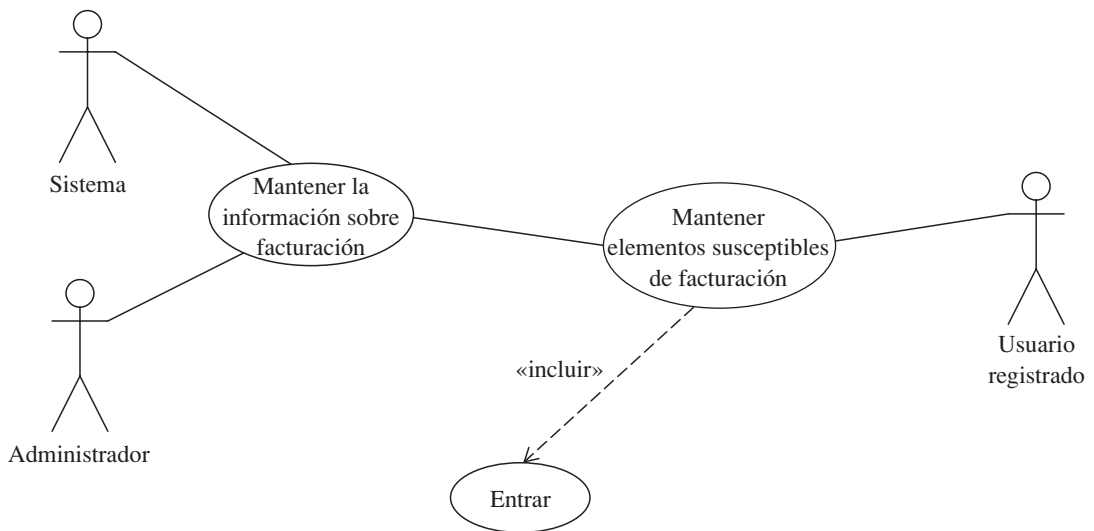 Sistema
Mantener la
información sobre
facturación
Mantener
elementos susceptibles
de facturación
Usuario
registrado
«incluir»
Administrador
Entrar